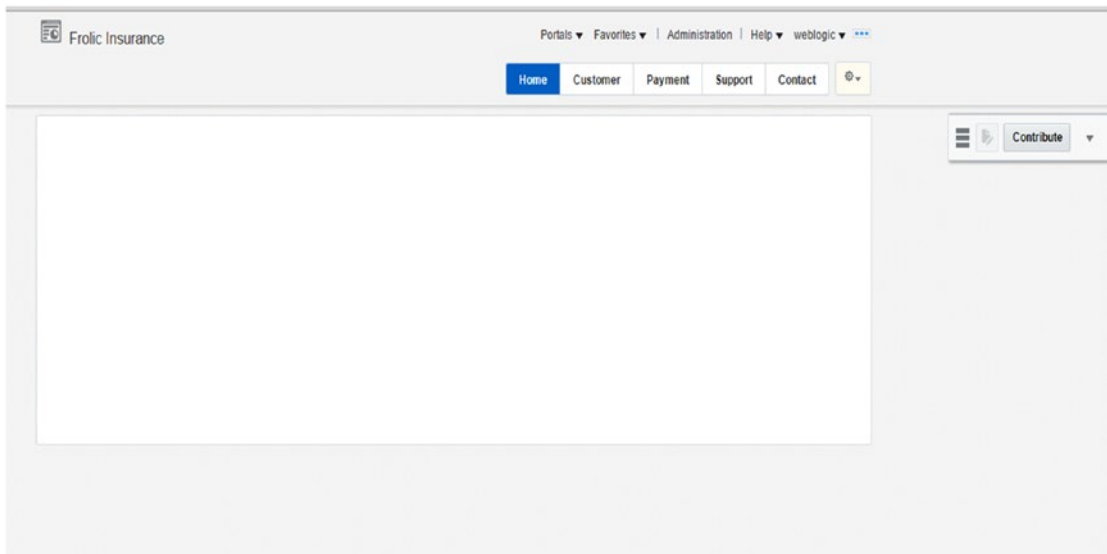 Frolic Insurance
Portals ▾ Favorites ▾ | Administration | Help ▾ weblogic ▾ •••
Home Customer Payment Support Contact
Contribute